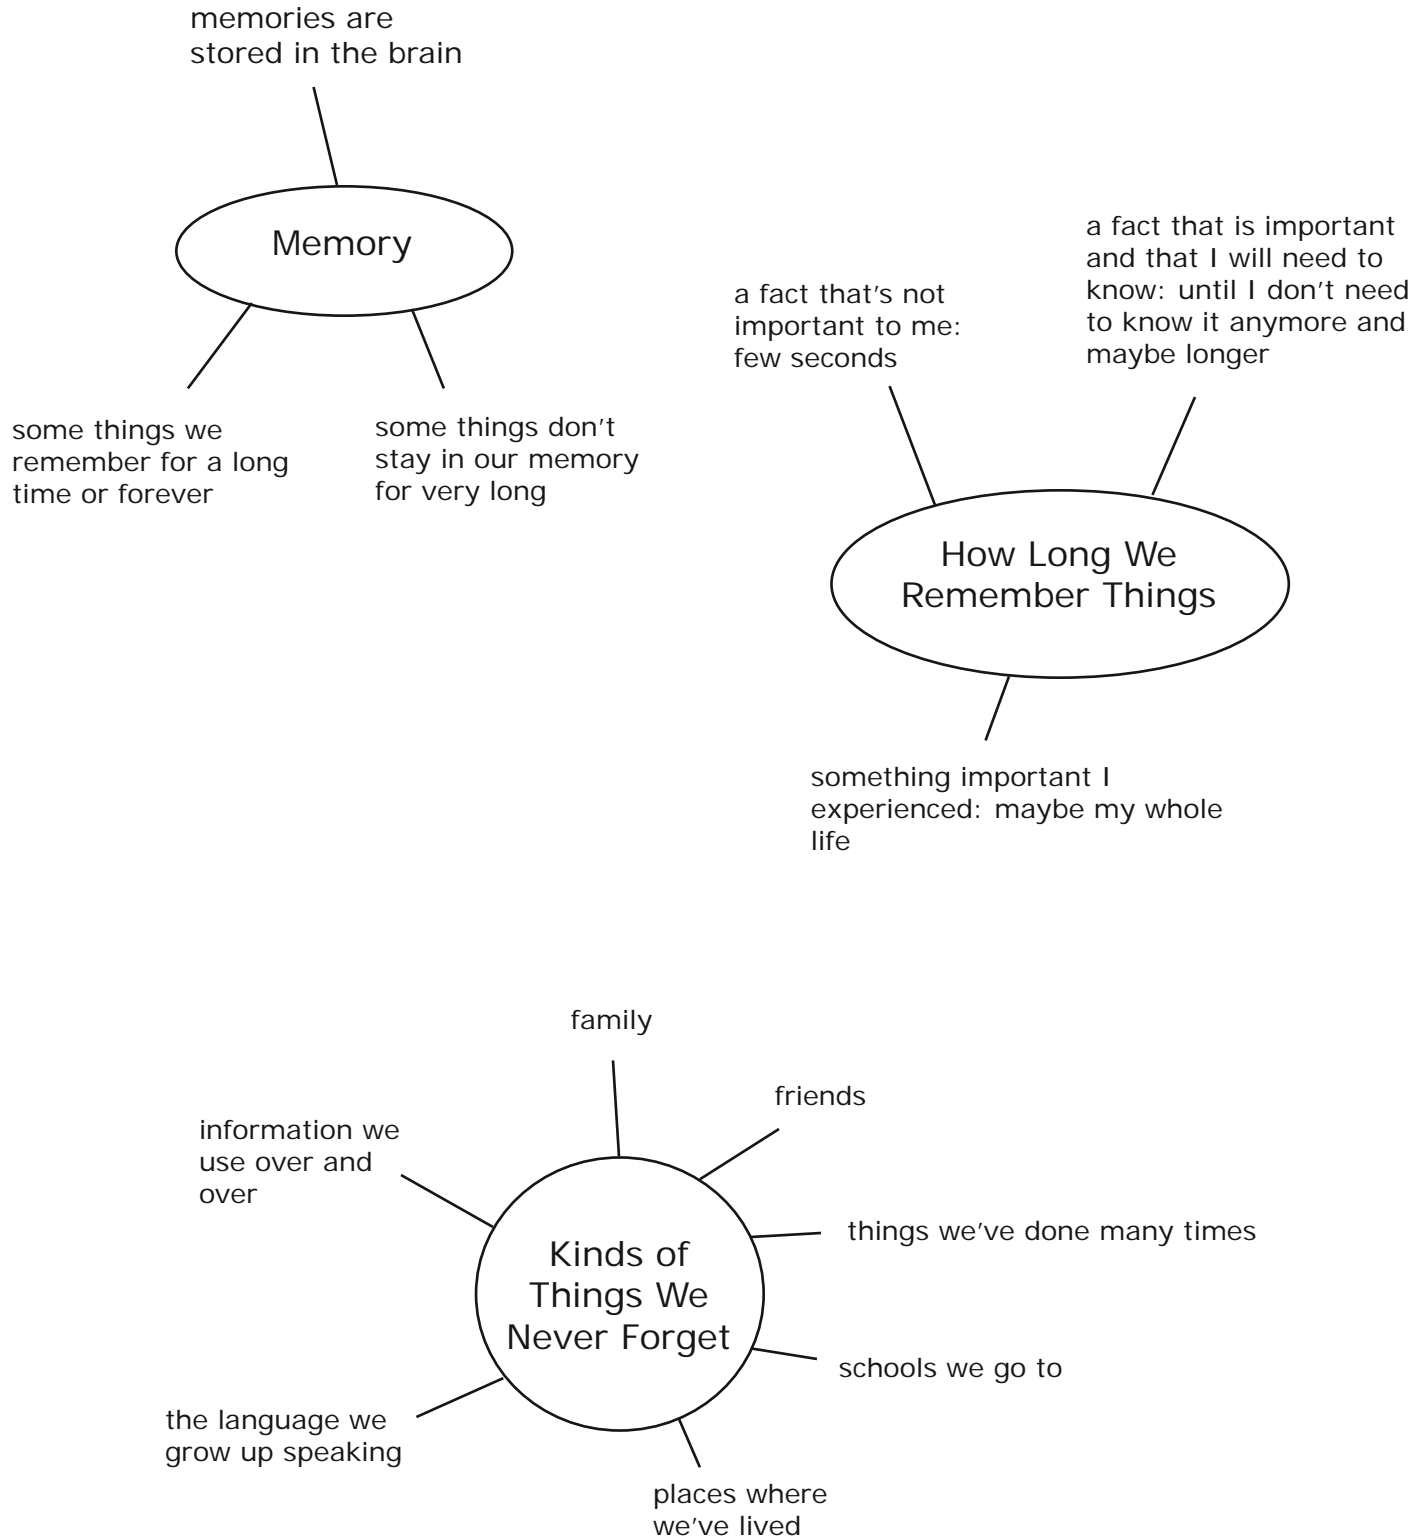 memories are
stored in the brain
Memory
some things we
remember for a long
time or forever
some things don't
stay in our memory
for very long
a fact that's not
important to me:
few seconds
a fact that is important
and that I will need to
know: until I don't need
to know it anymore and
maybe longer
How Long We
Remember Things
something important I
experienced: maybe my whole
life
family
friends
information we
use over and
over
things we've done many times
Kinds of
Things We
Never Forget
schools we go to
the language we
grow up speaking
places where
we've lived